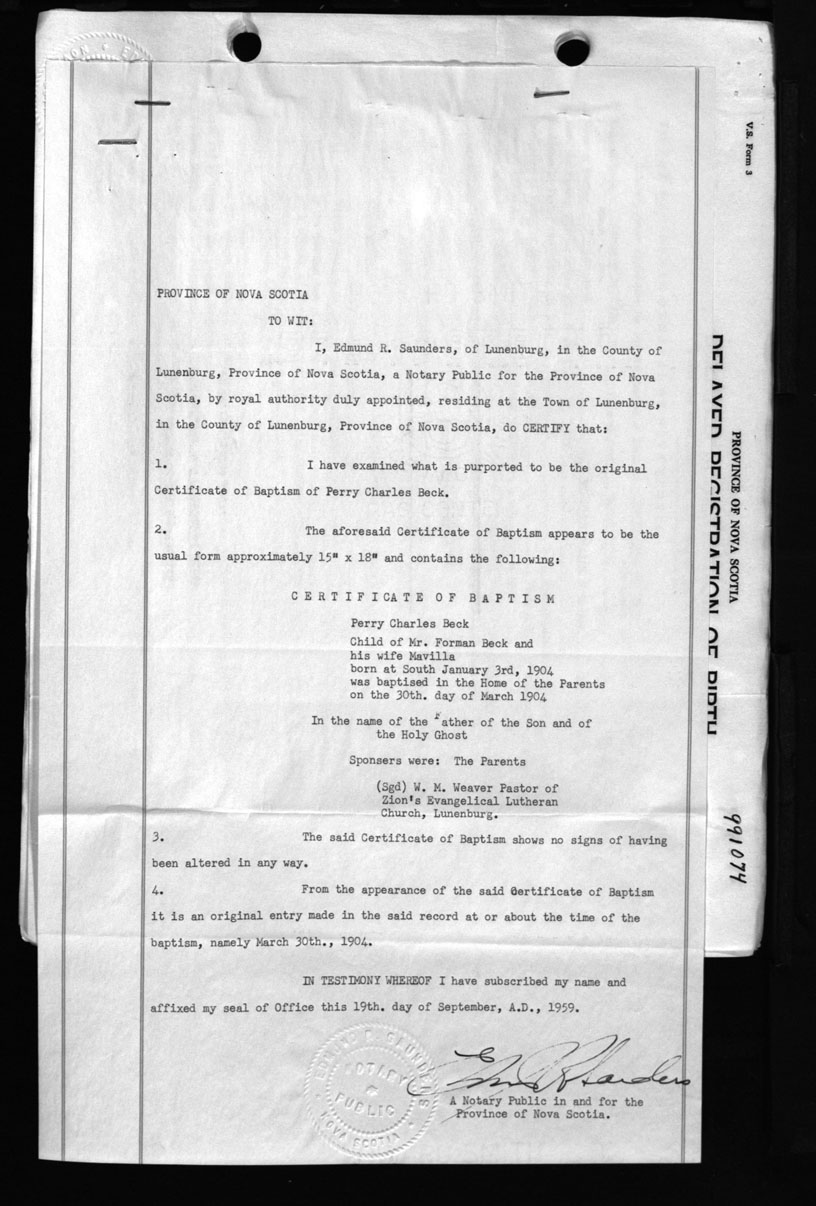 PROVINCE OF NOVA SCOTIA
TO WIT:
I, Edmund R. Saunders, of Lunenburg, in the County of
Lunenburg, Province of Nova Scotia, a Notary Public for the Province of Nova
Scotia, by royal authority duly appointed, residing at the Town of Lunenburg,
in the County of Lunenburg, Province of Nova Scotia, do CERTIFY that:
1. I have examined what is purported to be the original
Certificate of Baptism of Perry Charles Beck.
2. The aforesaid Certificate of Baptism appears to be the
usual form approximately 15" x 18" and contains the following:
CERTIFICATE OF BAPTISM
Perry Charles Beck
Child of Mr. Forman Beck and
his wife Mavilla
born at South January 3rd, 1904
was baptised in the Home of the Parents
on the 30th. day of March 1904
In the name of the Father of the Son and of
the Holy Ghost
Sponsers were: The Parents
(Sgd) W. M. Weaver Pastor of
Zion's Evangelical Lutheran
Church, Lunenburg.
3. The said Certificate of Baptism shows no signs of having
been altered in any way.
4. From the appearance of the said Certificate of Baptism
it is an original entry made in the said record at or about the time of the
baptism, namely March 30th., 1904.
IN TESTIMONY WHEREOF I have subscribed my name and
affixed my seal of Office this 19th. day of September, A.D., 1959.
EDMUND R. SAUNDERS
NOTARY
PUBLIC
NOVA SCOTIA
A Notary Public in and for the
Province of Nova Scotia.
V.S. Form 3
PROVINCE OF NOVA SCOTIA
DELAYED REGISTRATION OF BIRTH
991074